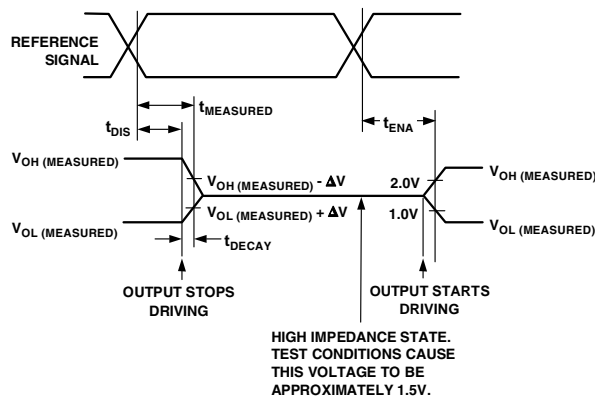 REFERENCE
SIGNAL
tMEASURED
tDIS
tENA
VOH (MEASURED)
VOH (MEASURED) - ΔV
2.0V
VOH (MEASURED)
VOL (MEASURED) + ΔV
1.0V
VOL (MEASURED)
VOL (MEASURED)
tDECAY
OUTPUT STOPS
DRIVING
OUTPUT STARTS
DRIVING
HIGH IMPEDANCE STATE.
TEST CONDITIONS CAUSE
THIS VOLTAGE TO BE
APPROXIMATELY 1.5V.